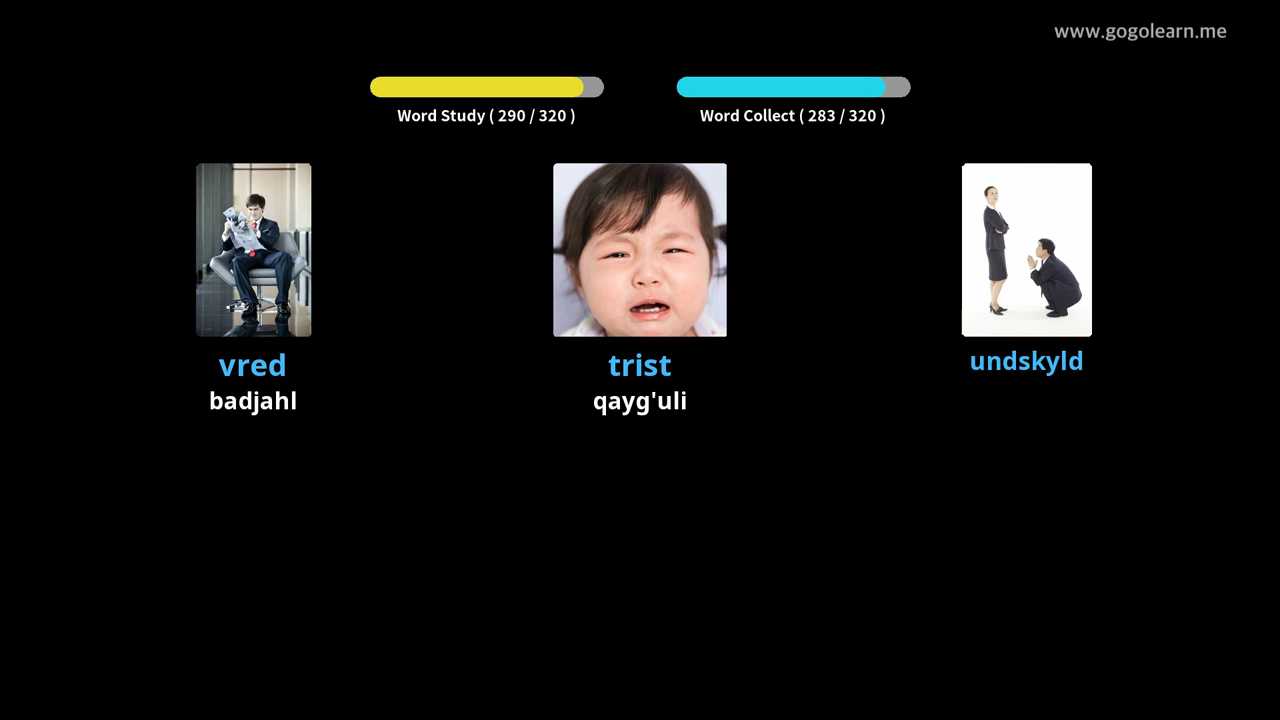 www.gogolearn.me
Word Study ( 290 / 320 )
Word Collect ( 283 / 320 )
vred
badjahl
trist
qayg'uli
undskyld